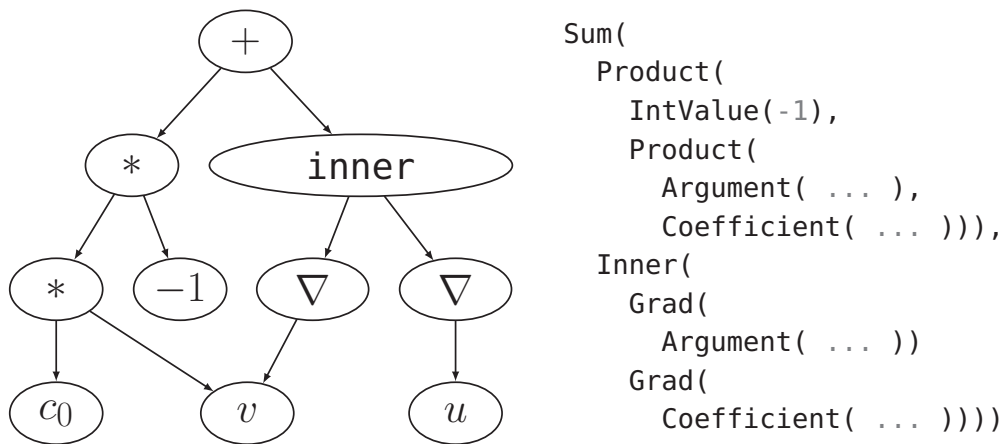 +
* inner
* −1 ∇ ∇
c₀ v u
Sum(
  Product(
    IntValue(-1),
    Product(
      Argument( ... ),
      Coefficient( ... ))),
  Inner(
    Grad(
      Argument( ... ))
    Grad(
      Coefficient( ... ))))